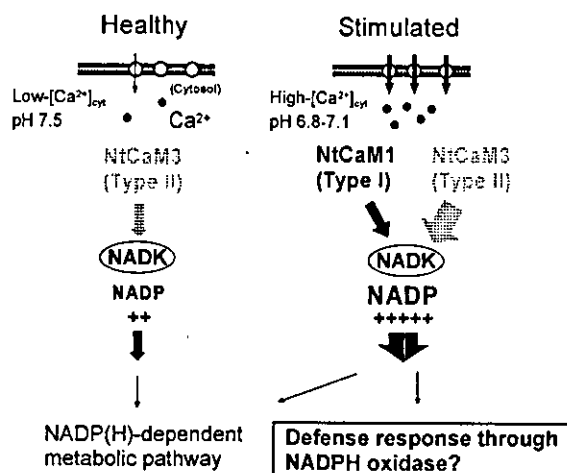 Healthy
Stimulated
(Cytosol)
Low-[Ca²⁺]cyt
pH 7.5
Ca²⁺
High-[Ca²⁺]cyt
pH 6.8-7.1
NtCaM3
(Type II)
NtCaM1
(Type I)
NtCaM3
(Type II)
NADK
NADK
NADP
++
NADP
+++++
NADP(H)-dependent
metabolic pathway
Defense response through
NADPH oxidase?